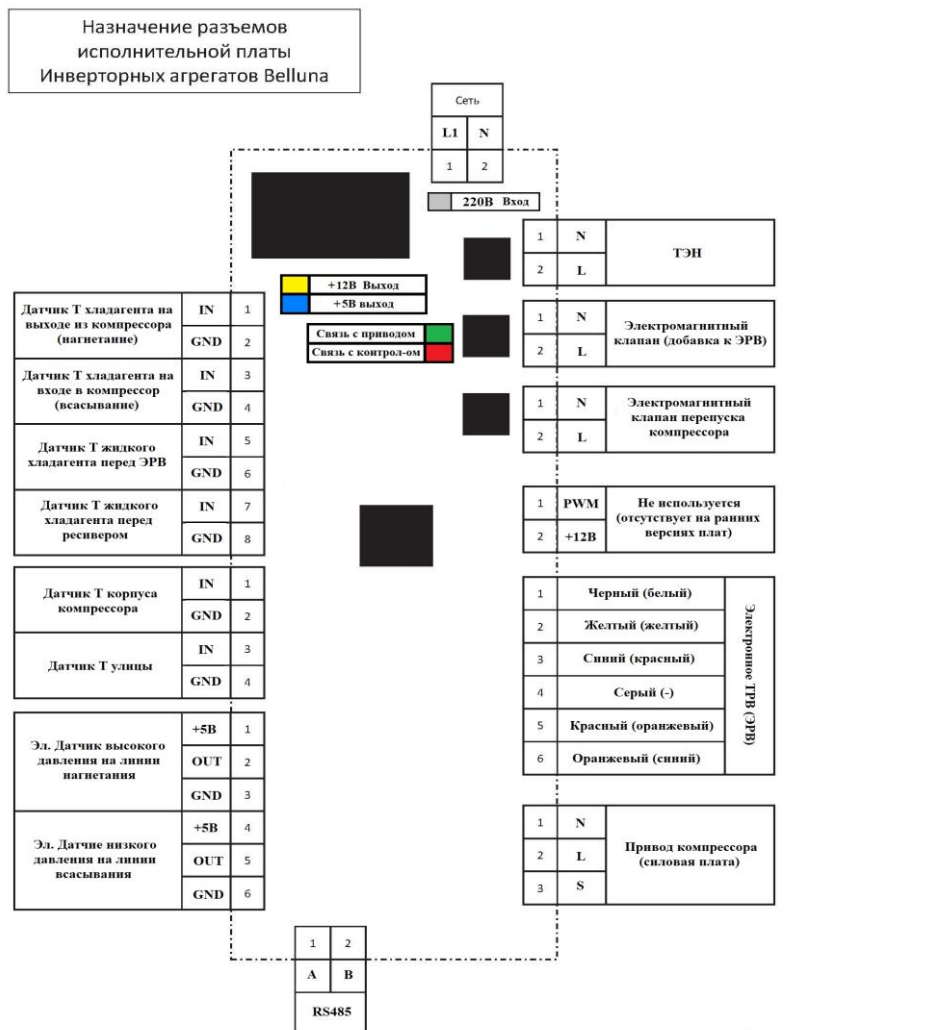 Назначение разъемов
исполнительной платы
Инверторных агрегатов Belluna
Сеть
L1 N
1 2
220В Вход
+12В Выход
+5В выход
Связь с приводом
Связь с контрол-ом
Датчик Т хладагента на
выходе из компрессора
(нагнетание)
IN 1
GND 2
Датчик Т хладагента на
входе в компрессор
(всасывание)
IN 3
GND 4
Датчик Т жидкого
хладагента перед ЭРВ
IN 5
GND 6
Датчик Т жидкого
хладагента перед
ресивером
IN 7
GND 8
Датчик Т корпуса
компрессора
IN 1
GND 2
Датчик Т улицы
IN 3
GND 4
Эл. Датчик высокого
давления на линии
нагнетания
+5В 1
OUT 2
GND 3
Эл. Датчие низкого
давления на линии
всасывания
+5В 4
OUT 5
GND 6
1 N
2 L
ТЭН
1 N
2 L
Электромагнитный
клапан (добавка к ЭРВ)
1 N
2 L
Электромагнитный
клапан перепуска
компрессора
1 PWM
2 +12В
Не используется
(отсутствует на ранних
версиях плат)
1 Черный (белый)
2 Желтый (желтый)
3 Синий (красный)
4 Серый (-)
5 Красный (оранжевый)
6 Оранжевый (синий)
Электронное ТРВ (ЭРВ)
1 N
2 L
3 S
Привод компрессора
(силовая плата)
1 2
A B
RS485